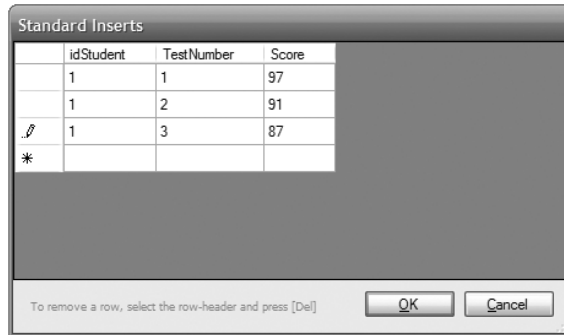 Standard Inserts
idStudent TestNumber Score
1 1 97
1 2 91
1 3 87
To remove a row, select the row-header and press [Del] OK Cancel